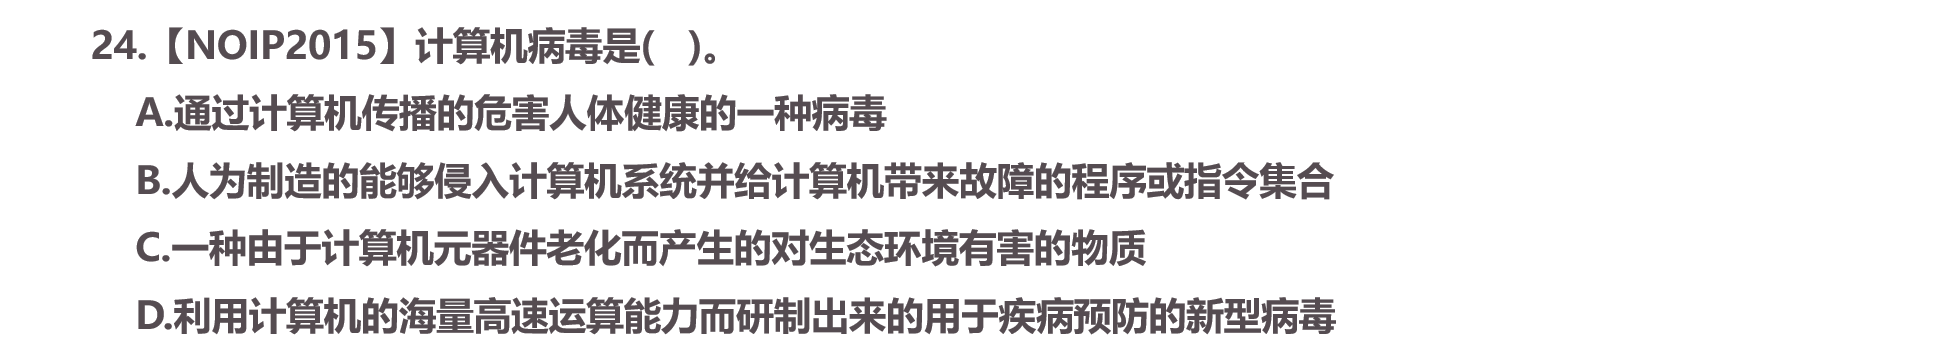 24.【NOIP2015】计算机病毒是(   )。
A.通过计算机传播的危害人体健康的一种病毒
B.人为制造的能够侵入计算机系统并给计算机带来故障的程序或指令集合
C.一种由于计算机元器件老化而产生的对生态环境有害的物质
D.利用计算机的海量高速运算能力而研制出来的用于疾病预防的新型病毒